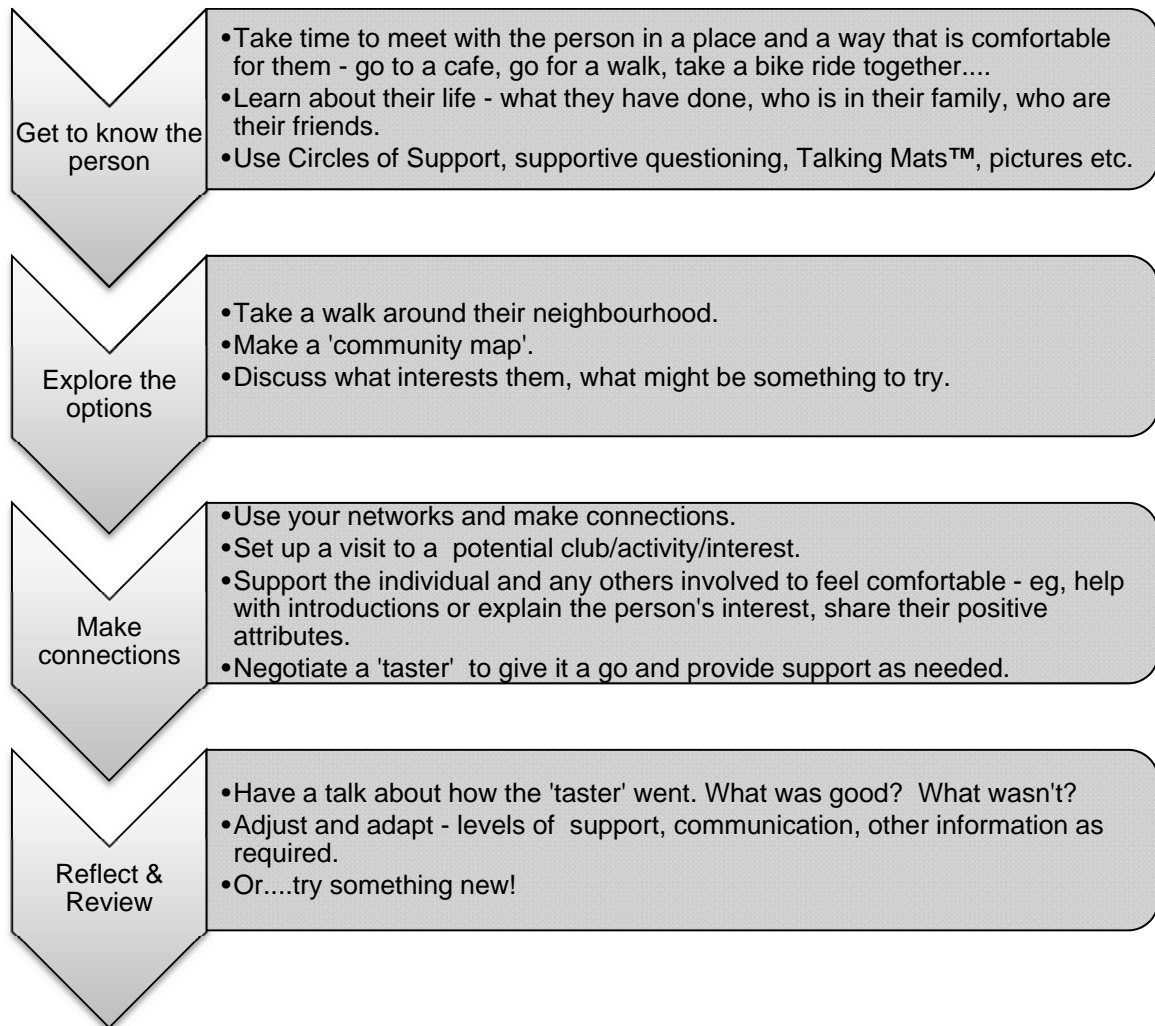 Get to know the
person
•Take time to meet with the person in a place and a way that is comfortable
for them - go to a cafe, go for a walk, take a bike ride together....
•Learn about their life - what they have done, who is in their family, who are
their friends.
•Use Circles of Support, supportive questioning, Talking Mats™, pictures etc.
Explore the
options
•Take a walk around their neighbourhood.
•Make a 'community map'.
•Discuss what interests them, what might be something to try.
Make
connections
•Use your networks and make connections.
•Set up a visit to a  potential club/activity/interest.
•Support the individual and any others involved to feel comfortable - eg, help
with introductions or explain the person's interest, share their positive
attributes.
•Negotiate a 'taster'  to give it a go and provide support as needed.
Reflect &
Review
•Have a talk about how the 'taster' went. What was good?  What wasn't?
•Adjust and adapt - levels of  support, communication, other information as
required.
•Or....try something new!